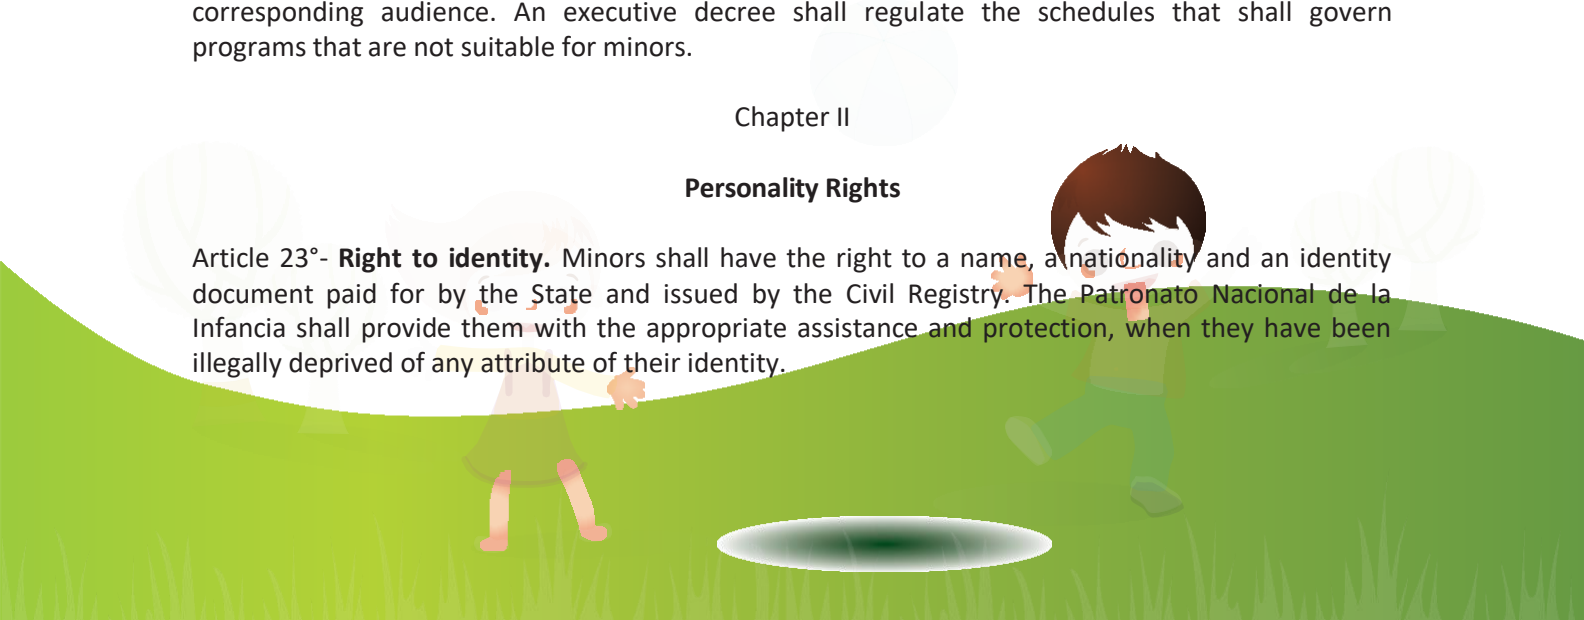 corresponding audience. An executive decree shall regulate the schedules that shall govern
programs that are not suitable for minors.
Chapter II
Personality Rights
Article 23°- Right to identity. Minors shall have the right to a name, a nationality and an identity
document paid for by the State and issued by the Civil Registry. The Patronato Nacional de la
Infancia shall provide them with the appropriate assistance and protection, when they have been
illegally deprived of any attribute of their identity.